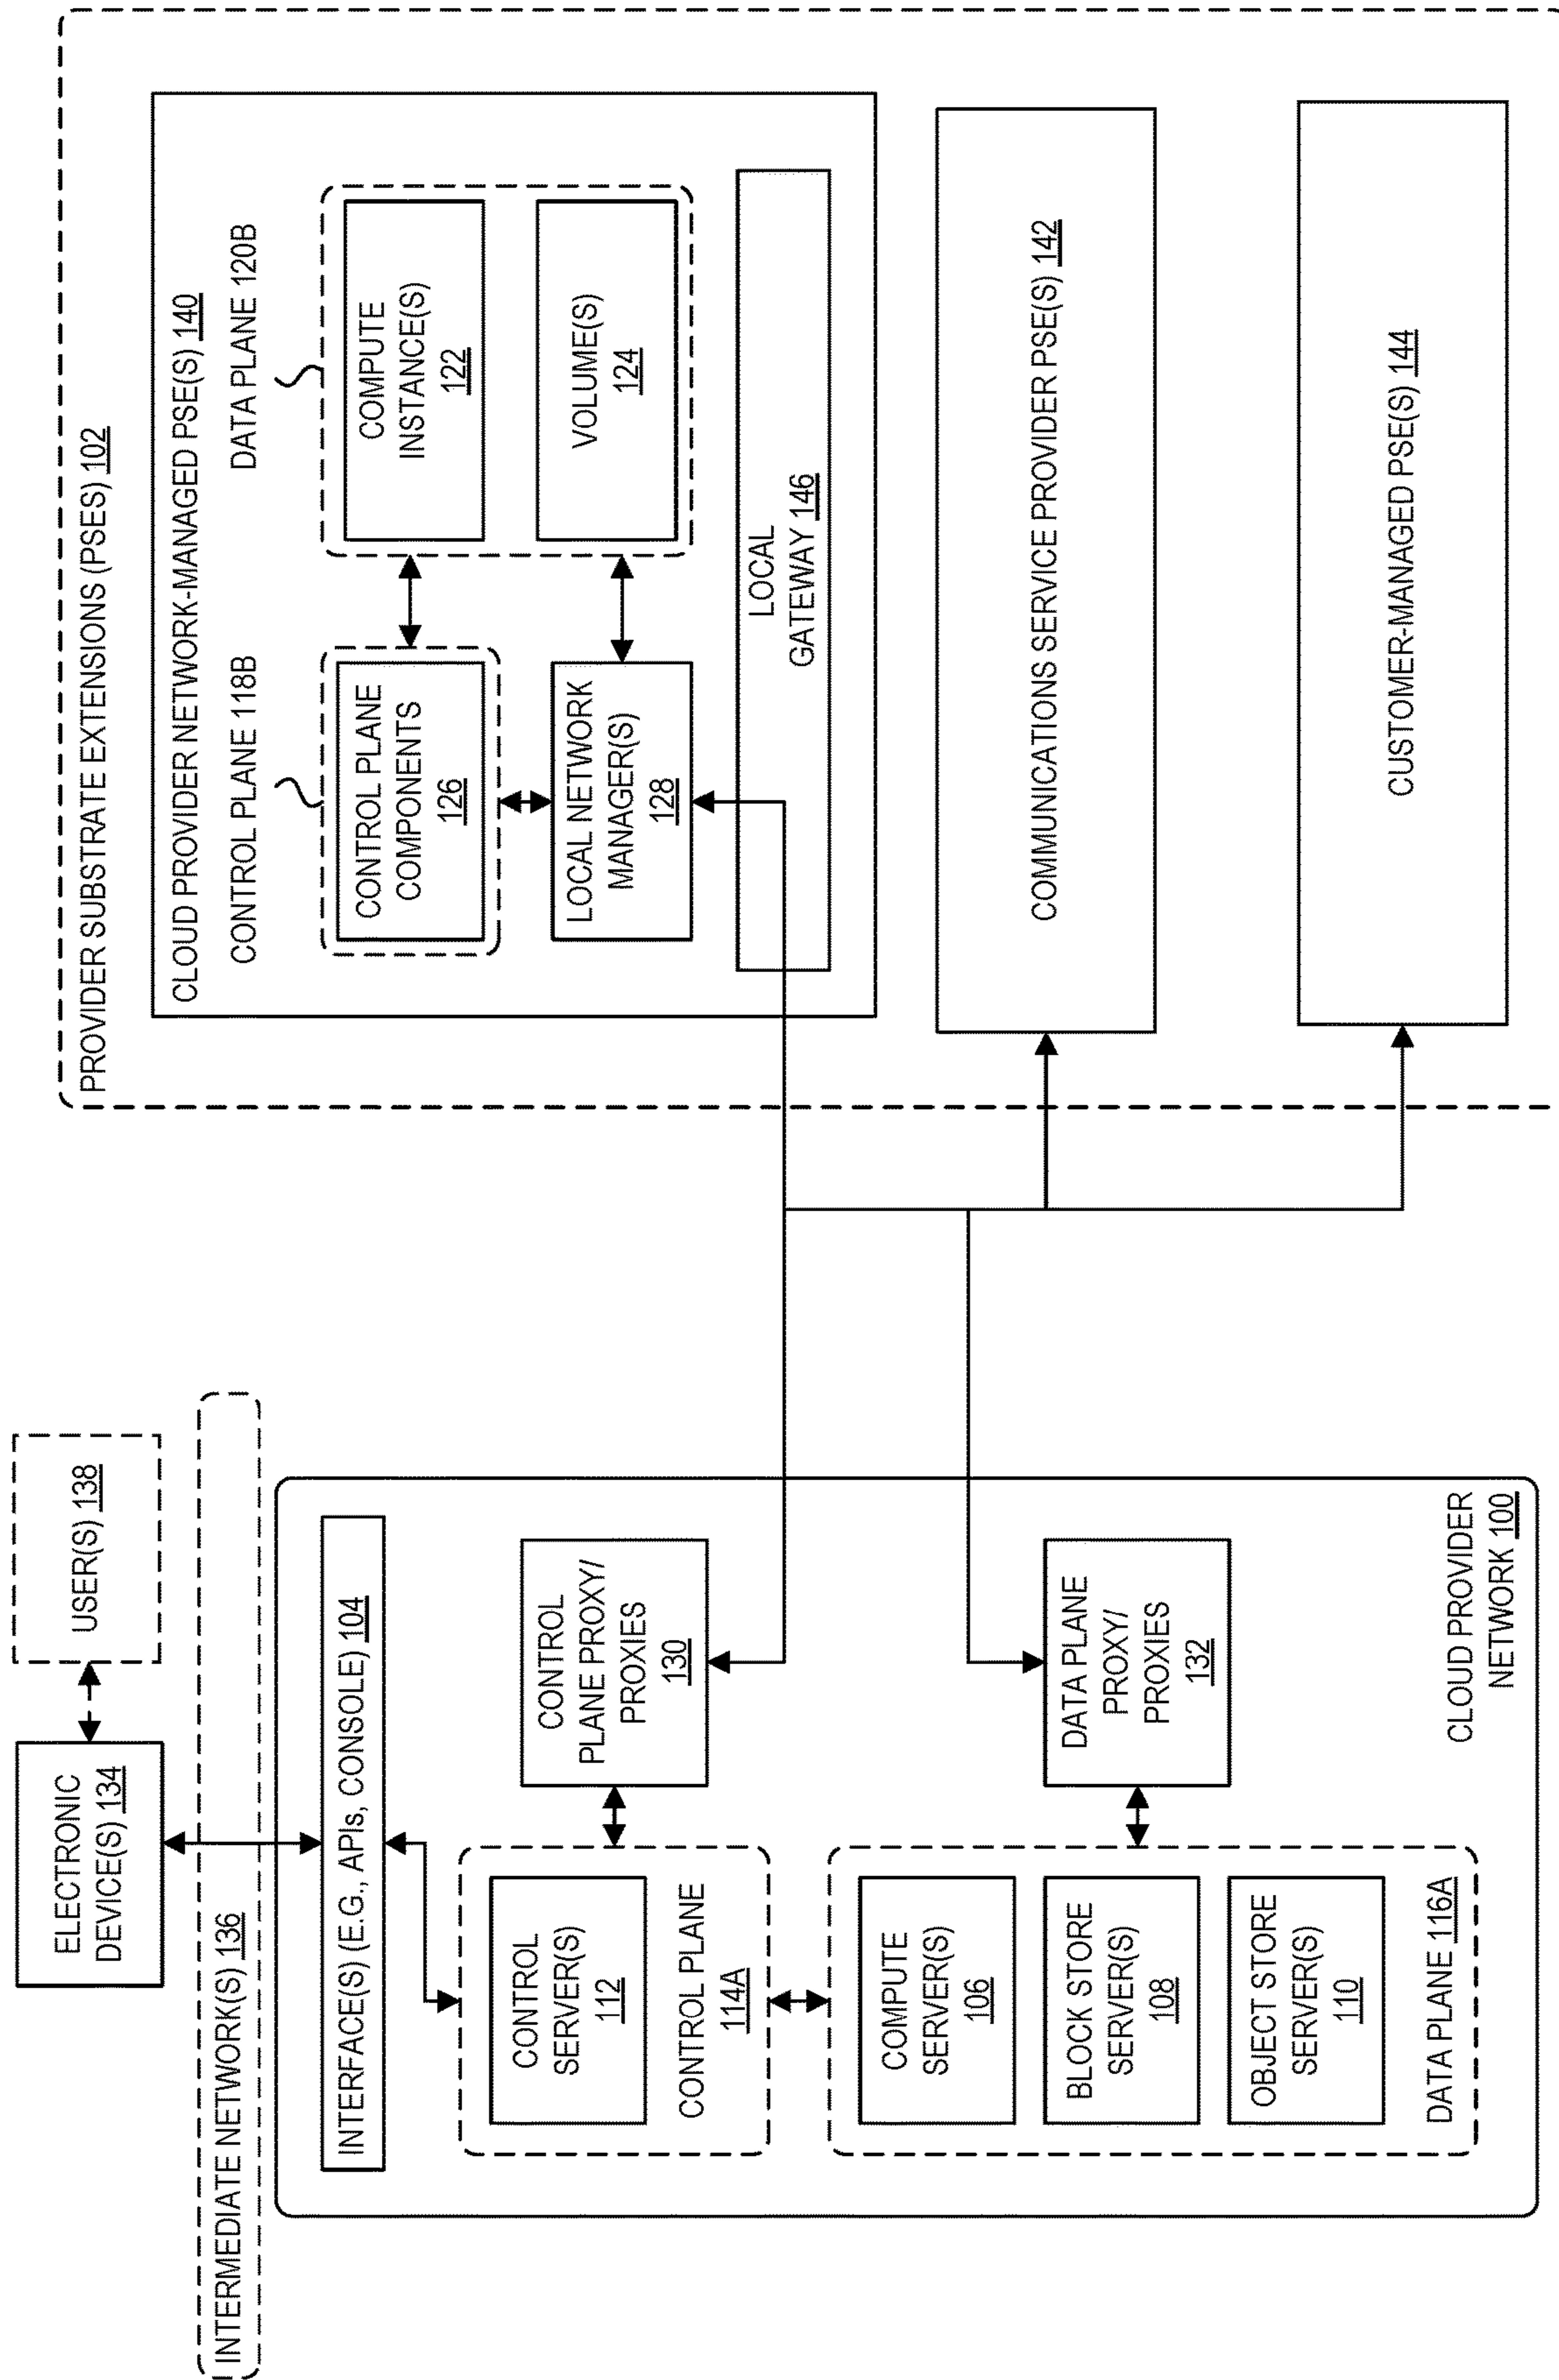 ELECTRONIC
DEVICE(S) 134
USER(S) 138
INTERMEDIATE NETWORK(S) 136
INTERFACE(S) (E.G., APIs, CONSOLE) 104
CONTROL
SERVER(S)
112
CONTROL PLANE
114A
CONTROL
PLANE PROXY/
PROXIES
130
COMPUTE
SERVER(S)
106
BLOCK STORE
SERVER(S)
108
OBJECT STORE
SERVER(S)
110
DATA PLANE 116A
DATA PLANE
PROXY/
PROXIES
132
CLOUD PROVIDER
NETWORK 100
PROVIDER SUBSTRATE EXTENSIONS (PSES) 102
CLOUD PROVIDER NETWORK-MANAGED PSE(S) 140
CONTROL PLANE 118B
DATA PLANE 120B
CONTROL PLANE
COMPONENTS
126
COMPUTE
INSTANCE(S)
122
LOCAL NETWORK
MANAGER(S)
128
VOLUME(S)
124
LOCAL
GATEWAY 146
COMMUNICATIONS SERVICE PROVIDER PSE(S) 142
CUSTOMER-MANAGED PSE(S) 144